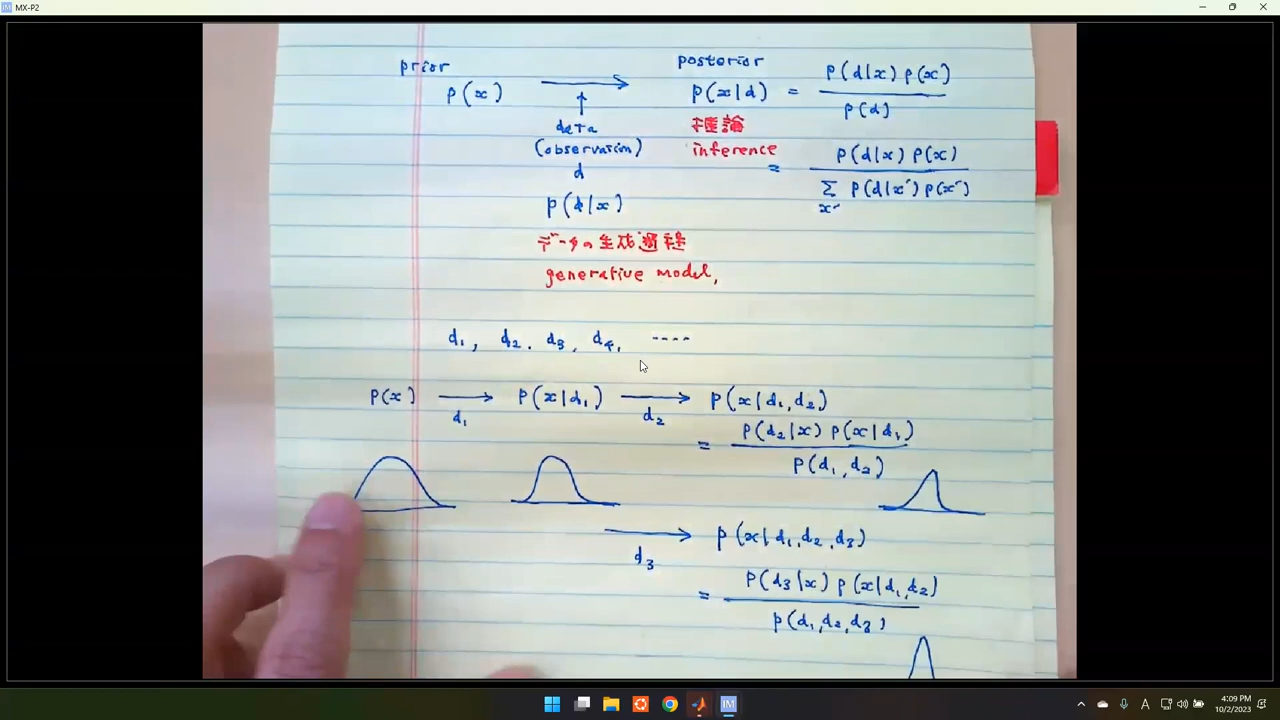 MX-P2
prior
p(x)
data
(observation)
d
p(d|x)
データの生成過程
generative model,
posterior
p(x|d) = p(d|x) p(x) / p(d)
推論
inference
= p(d|x) p(x) / Σx' p(d|x') p(x')
d₁, d₂. d₃, d₄, ----
p(x) → d₁ p(x|d₁) → d₂ p(x|d₁,d₂)
= p(d₂|x) p(x|d₁) / p(d₁,d₂)
→ d₃ p(x|d₁,d₂,d₃)
= p(d₃|x) p(x|d₁,d₂) / p(d₁,d₂,d₃)
A
4:09 PM
10/2/2023